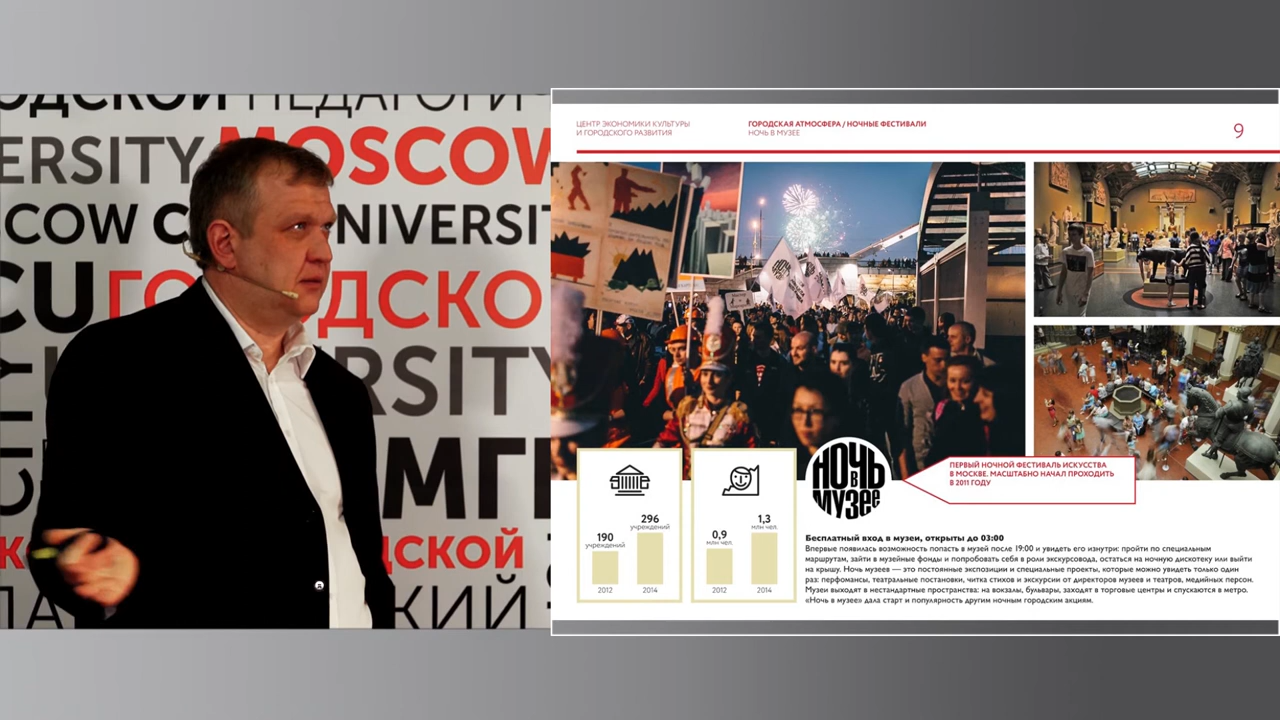 ОДСКОЙ ПЕДАГОГИ
ERSITY MOSCOW
SCOW C NIVERSIT
CU ГОРОДСКО
RSITY
МГП
ДСКОЙ
КИЙ
ЦЕНТР ЭКОНОМИКИ КУЛЬТУРЫ
И ГОРОДСКОГО РАЗВИТИЯ
ГОРОДСКАЯ АТМОСФЕРА / НОЧНЫЕ ФЕСТИВАЛИ
НОЧЬ В МУЗЕЕ
9
НОЧЬ
В
МУЗЕЕ
ПЕРВЫЙ НОЧНОЙ ФЕСТИВАЛЬ ИСКУССТВА
В МОСКВЕ. МАСШТАБНО НАЧАЛ ПРОХОДИТЬ
В 2011 ГОДУ
190
учреждений
296
учреждений
2012 2014
0,9
млн чел.
1,3
млн чел.
2012 2014
Бесплатный вход в музеи, открыты до 03:00
Впервые появилась возможность попасть в музей после 19:00 и увидеть его изнутри: пройти по специальным
маршрутам, зайти в музейные фонды и попробовать себя в роли экскурсовода, остаться на ночную дискотеку или выйти
на крышу. Ночь музеев — это постоянные экспозиции и специальные проекты, которые можно увидеть только один
раз: перфомансы, театральные постановки, читка стихов и экскурсии от директоров музеев и театров, медийных персон.
Музеи выходят в нестандартные пространства: на вокзалы, бульвары, заходят в торговые центры и спускаются в метро.
«Ночь в музее» дала старт и популярность другим ночным городским акциям.